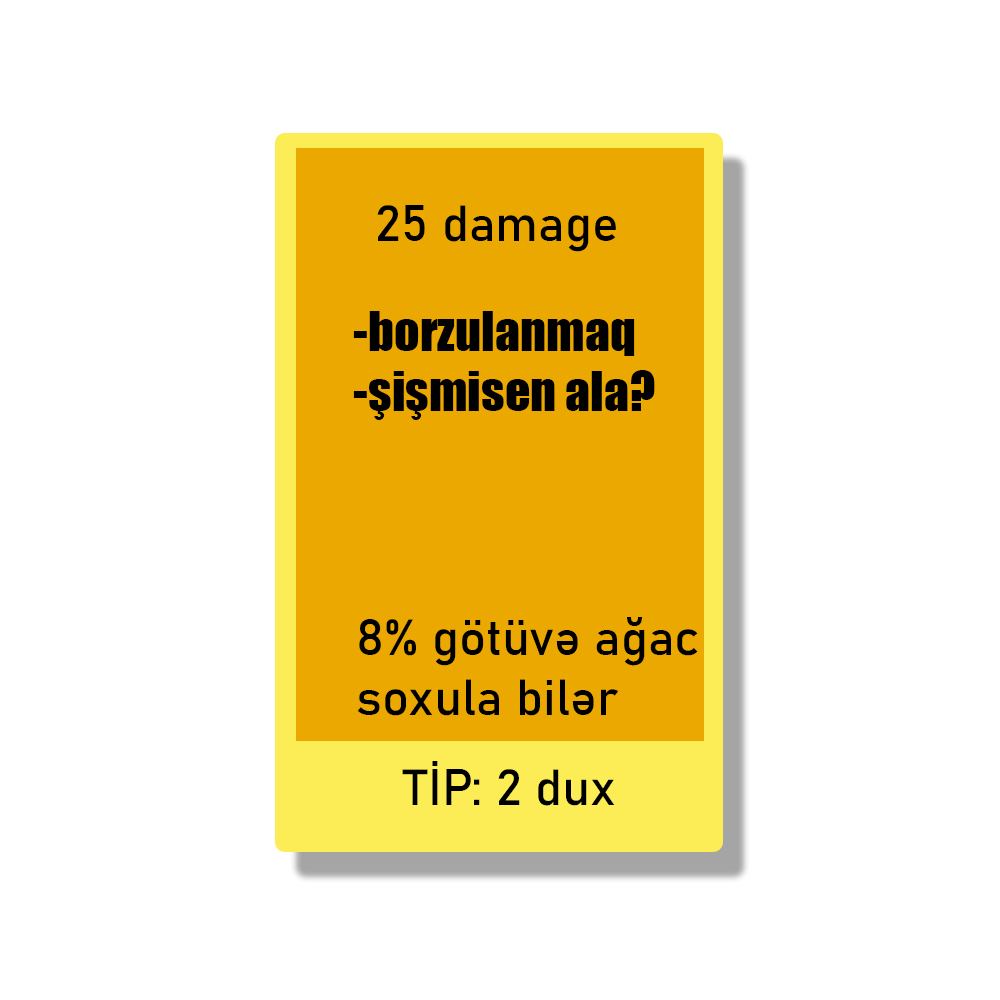 25 damage
-borzulanmaq
-şişmisen ala?
8% götüvə ağac
soxula bilər
TİP: 2 dux